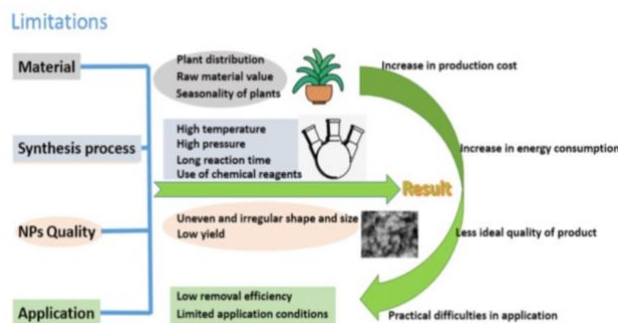 Limitations
Material
Plant distribution
Raw material value
Seasonality of plants
Increase in production cost
Synthesis process
High temperature
High pressure
Long reaction time
Use of chemical reagents
Increase in energy consumption
Result
NPs Quality
Uneven and irregular shape and size
Low yield
Less ideal quality of product
Application
Low removal efficiency
Limited application conditions
Practical difficulties in application